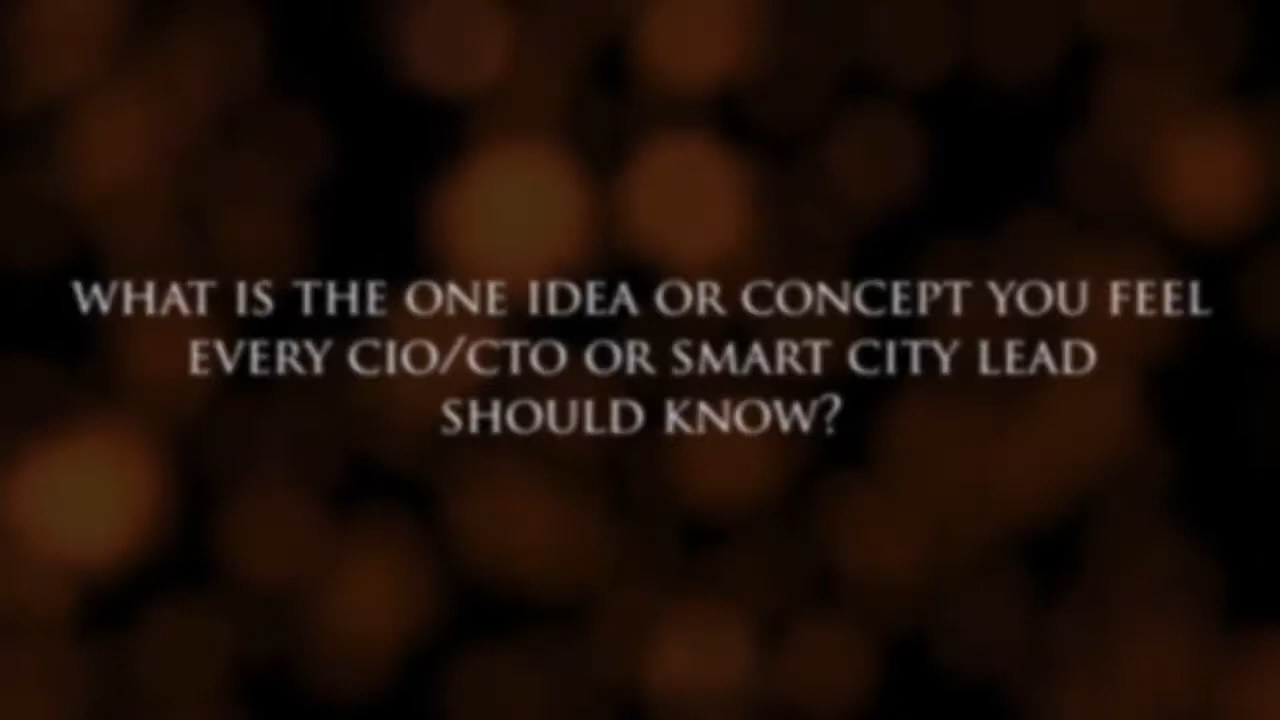 WHAT IS THE ONE IDEA OR CONCEPT YOU FEEL
EVERY CIO/CTO OR SMART CITY LEAD
SHOULD KNOW?